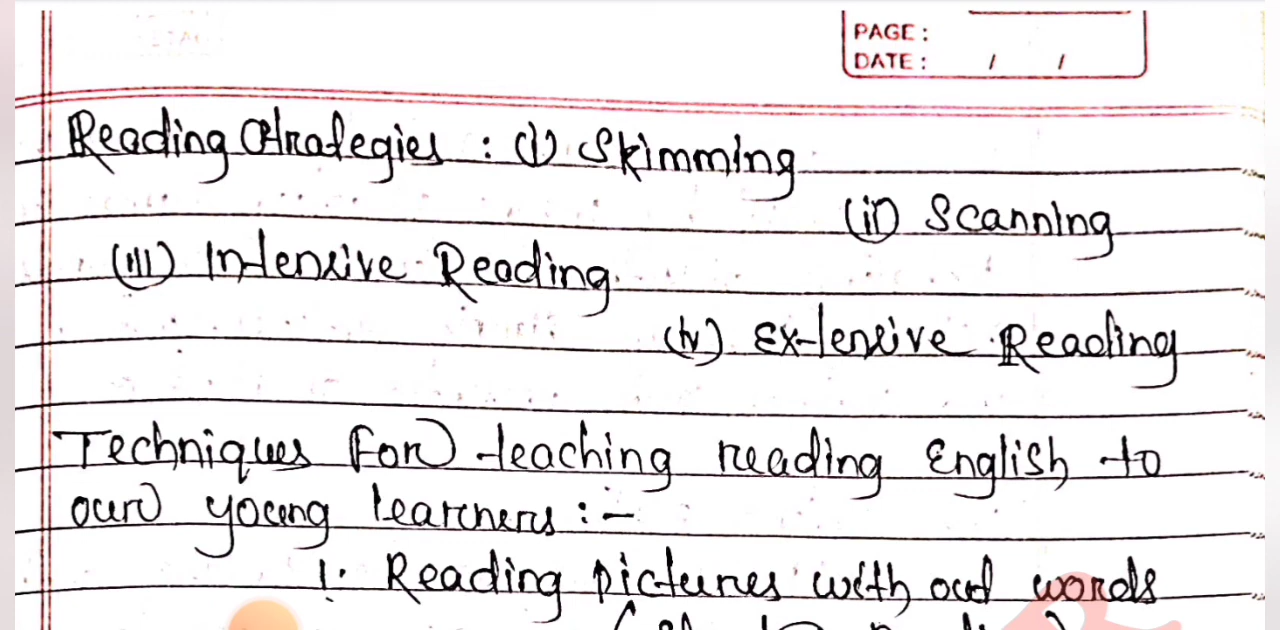 PAGE :
DATE : / /
Reading Strategies : (i) Skimming
(ii) Scanning
(iii) Intensive Reading.
(iv) Extensive Reading
Techniques for teaching reading English to
our young learners : –
1. Reading pictures with out words